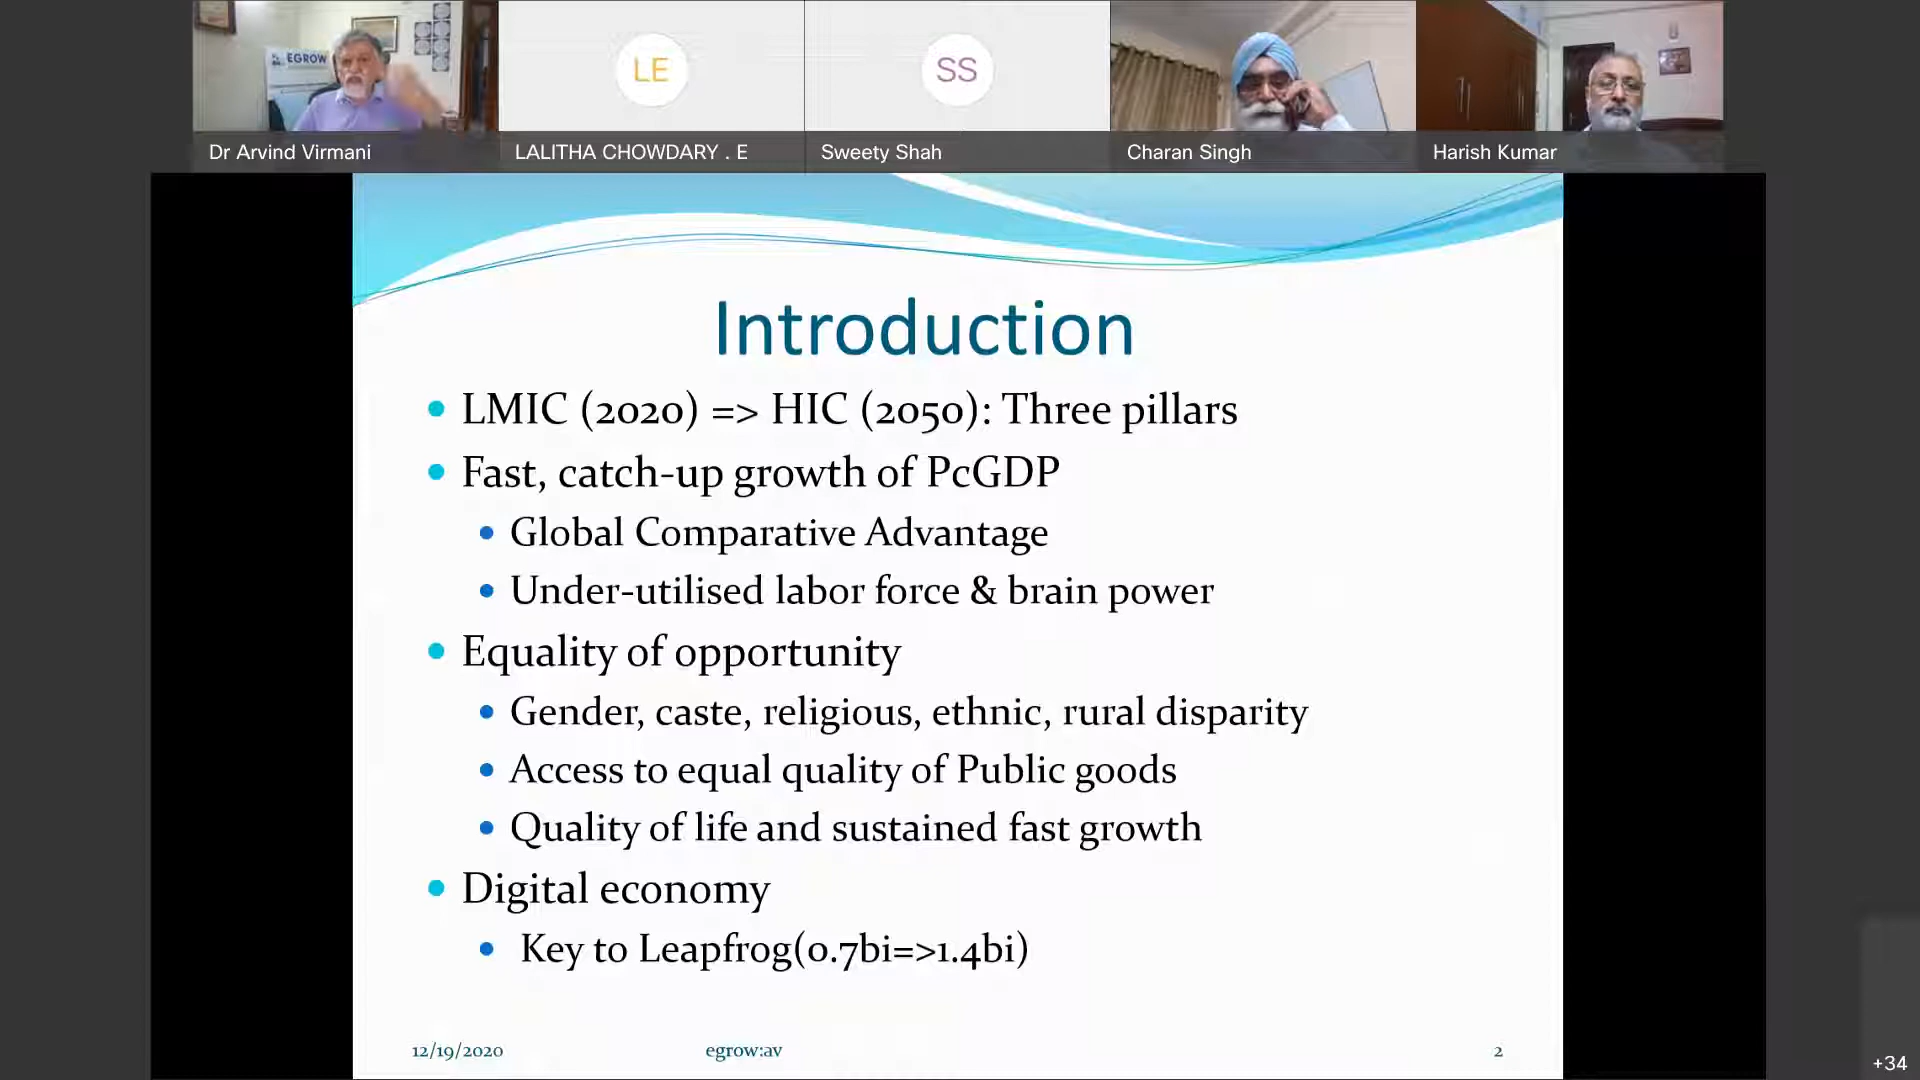 EGROW
LE
SS
Dr Arvind Virmani
LALITHA CHOWDARY . E
Sweety Shah
Charan Singh
Harish Kumar
Introduction
LMIC (2020) => HIC (2050): Three pillars
Fast, catch-up growth of PcGDP
Global Comparative Advantage
Under-utilised labor force & brain power
Equality of opportunity
Gender, caste, religious, ethnic, rural disparity
Access to equal quality of Public goods
Quality of life and sustained fast growth
Digital economy
Key to Leapfrog(0.7bi=>1.4bi)
12/19/2020
egrow:av
2
+34